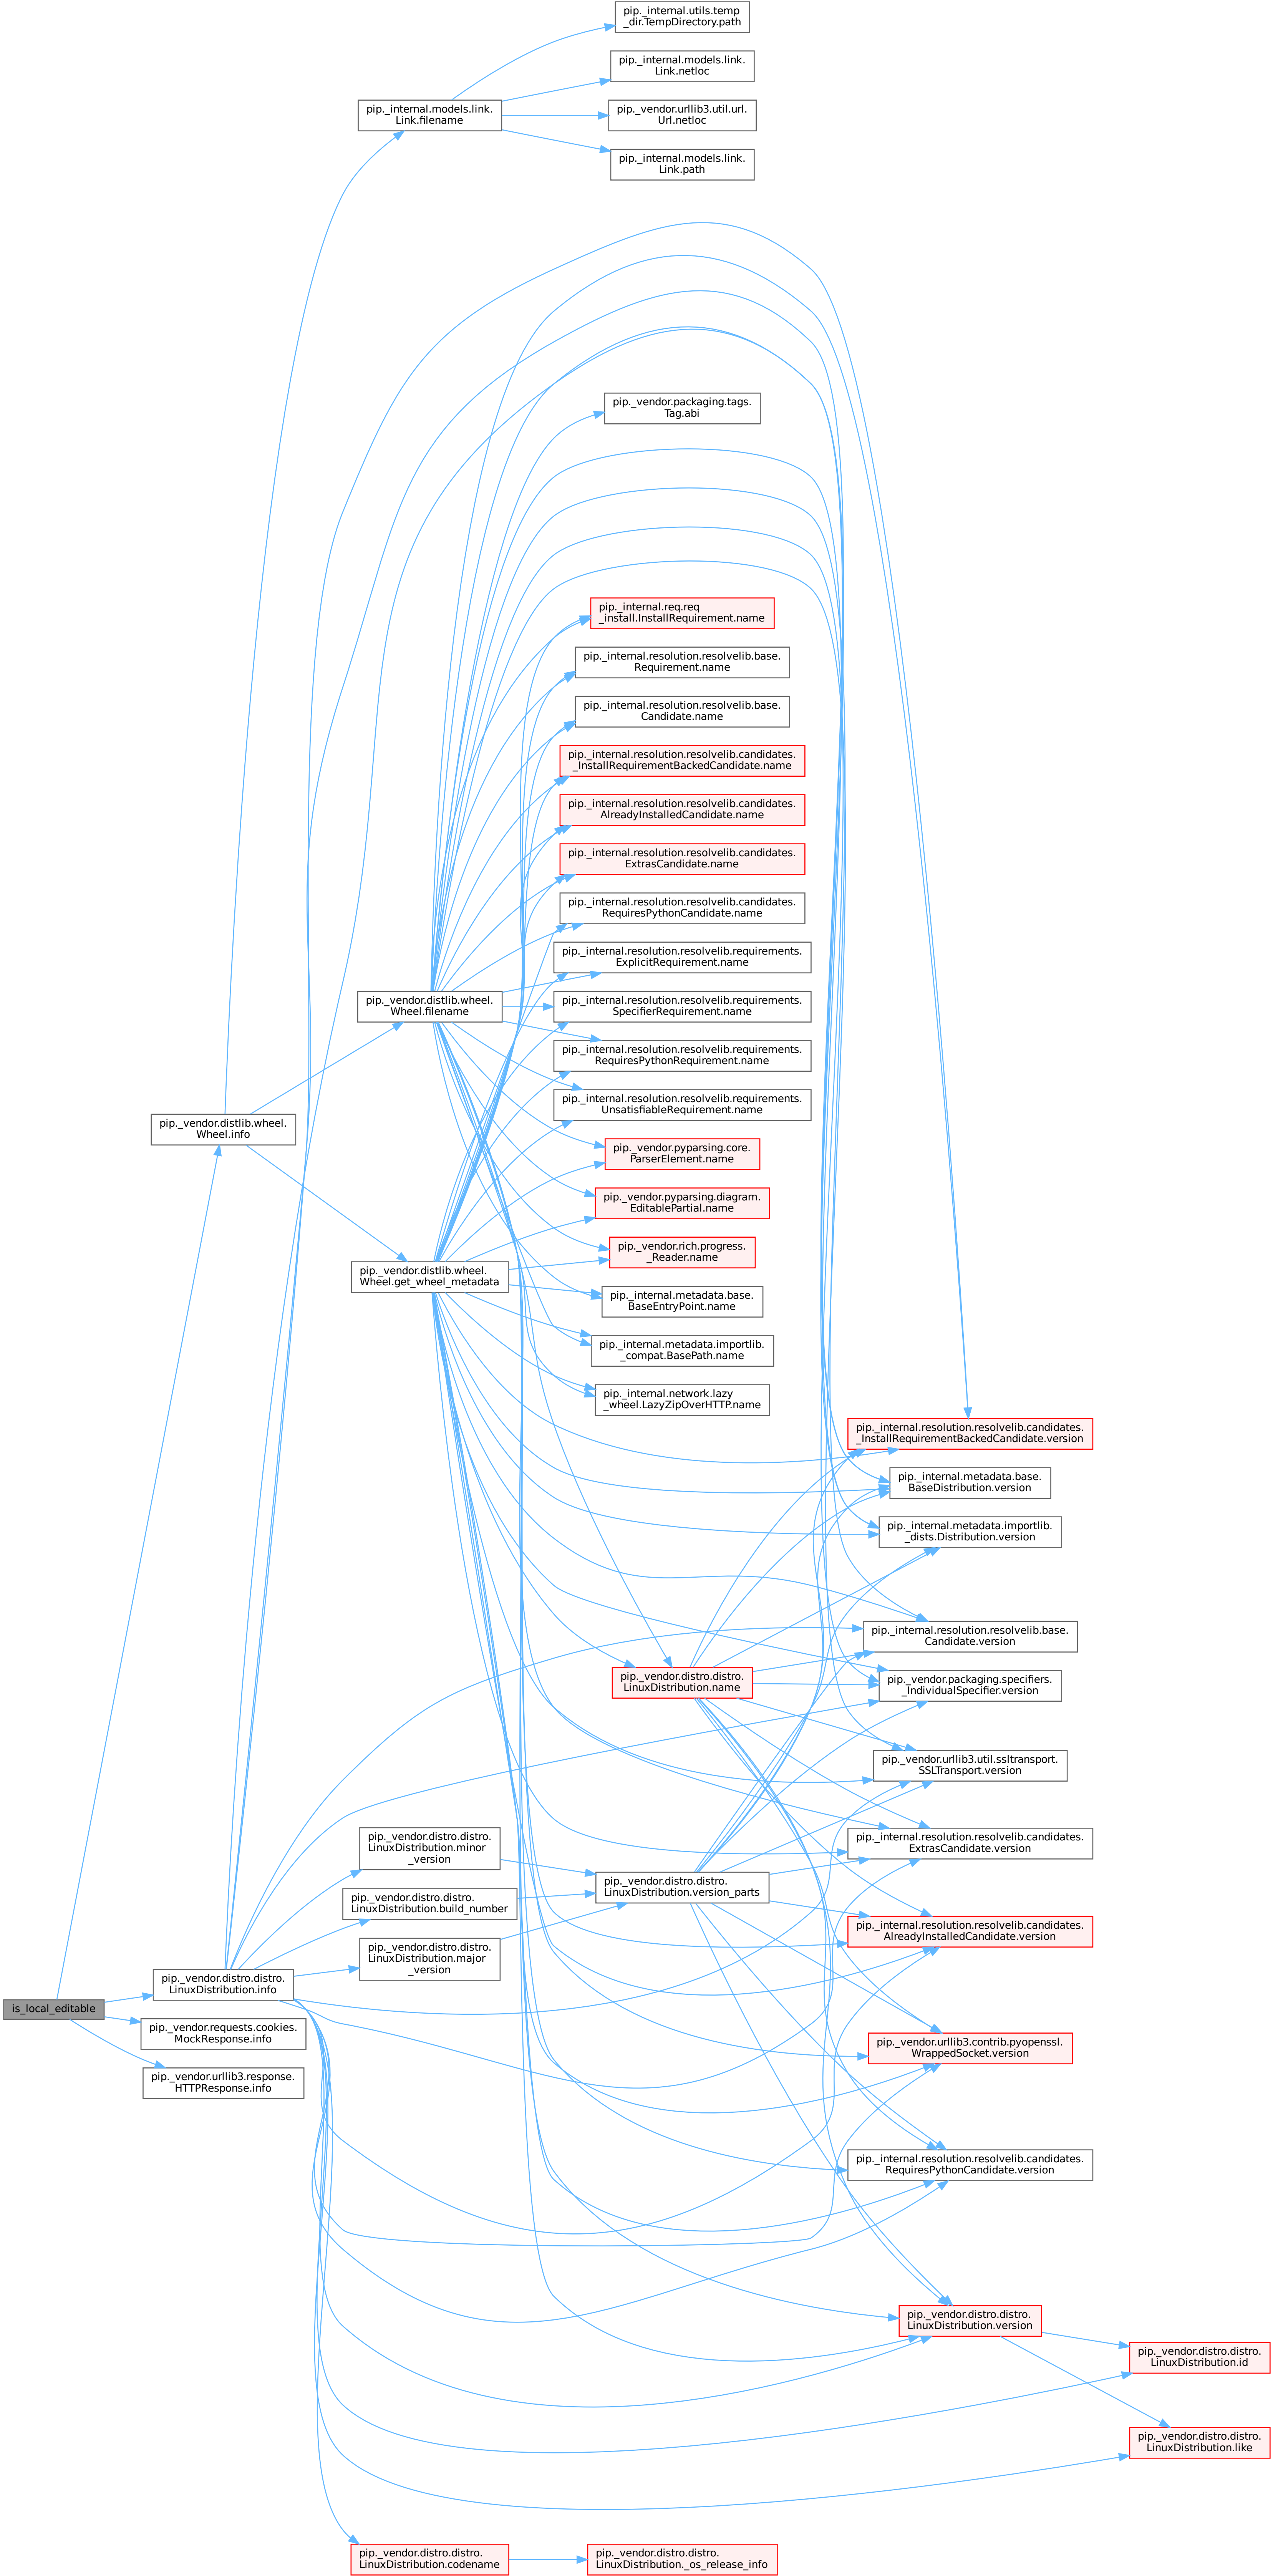 pip._internal.utils.temp
_dir.TempDirectory.path
pip._internal.models.link.
Link.netloc
pip._internal.models.link.
Link.filename
pip._vendor.urllib3.util.url.
Url.netloc
pip._internal.models.link.
Link.path
pip._vendor.packaging.tags.
Tag.abi
pip._internal.req.req
_install.InstallRequirement.name
pip._internal.resolution.resolvelib.base.
Requirement.name
pip._internal.resolution.resolvelib.base.
Candidate.name
pip._internal.resolution.resolvelib.candidates.
_InstallRequirementBackedCandidate.name
pip._internal.resolution.resolvelib.candidates.
AlreadyInstalledCandidate.name
pip._internal.resolution.resolvelib.candidates.
ExtrasCandidate.name
pip._internal.resolution.resolvelib.candidates.
RequiresPythonCandidate.name
pip._internal.resolution.resolvelib.requirements.
ExplicitRequirement.name
pip._vendor.distlib.wheel.
Wheel.filename
pip._internal.resolution.resolvelib.requirements.
SpecifierRequirement.name
pip._internal.resolution.resolvelib.requirements.
RequiresPythonRequirement.name
pip._internal.resolution.resolvelib.requirements.
UnsatisfiableRequirement.name
pip._vendor.distlib.wheel.
Wheel.info
pip._vendor.pyparsing.core.
ParserElement.name
pip._vendor.pyparsing.diagram.
EditablePartial.name
pip._vendor.rich.progress.
_Reader.name
pip._vendor.distlib.wheel.
Wheel.get_wheel_metadata
pip._internal.metadata.base.
BaseEntryPoint.name
pip._internal.metadata.importlib.
_compat.BasePath.name
pip._internal.network.lazy
_wheel.LazyZipOverHTTP.name
pip._internal.resolution.resolvelib.candidates.
_InstallRequirementBackedCandidate.version
pip._internal.metadata.base.
BaseDistribution.version
pip._internal.metadata.importlib.
_dists.Distribution.version
pip._internal.resolution.resolvelib.base.
Candidate.version
pip._vendor.distro.distro.
LinuxDistribution.name
pip._vendor.packaging.specifiers.
_IndividualSpecifier.version
pip._vendor.urllib3.util.ssltransport.
SSLTransport.version
pip._vendor.distro.distro.
LinuxDistribution.minor
_version
pip._internal.resolution.resolvelib.candidates.
ExtrasCandidate.version
pip._vendor.distro.distro.
LinuxDistribution.version_parts
pip._vendor.distro.distro.
LinuxDistribution.build_number
pip._internal.resolution.resolvelib.candidates.
AlreadyInstalledCandidate.version
pip._vendor.distro.distro.
LinuxDistribution.major
_version
pip._vendor.distro.distro.
LinuxDistribution.info
is_local_editable
pip._vendor.requests.cookies.
MockResponse.info
pip._vendor.urllib3.contrib.pyopenssl.
WrappedSocket.version
pip._vendor.urllib3.response.
HTTPResponse.info
pip._internal.resolution.resolvelib.candidates.
RequiresPythonCandidate.version
pip._vendor.distro.distro.
LinuxDistribution.version
pip._vendor.distro.distro.
LinuxDistribution.id
pip._vendor.distro.distro.
LinuxDistribution.like
pip._vendor.distro.distro.
LinuxDistribution.codename
pip._vendor.distro.distro.
LinuxDistribution._os_release_info